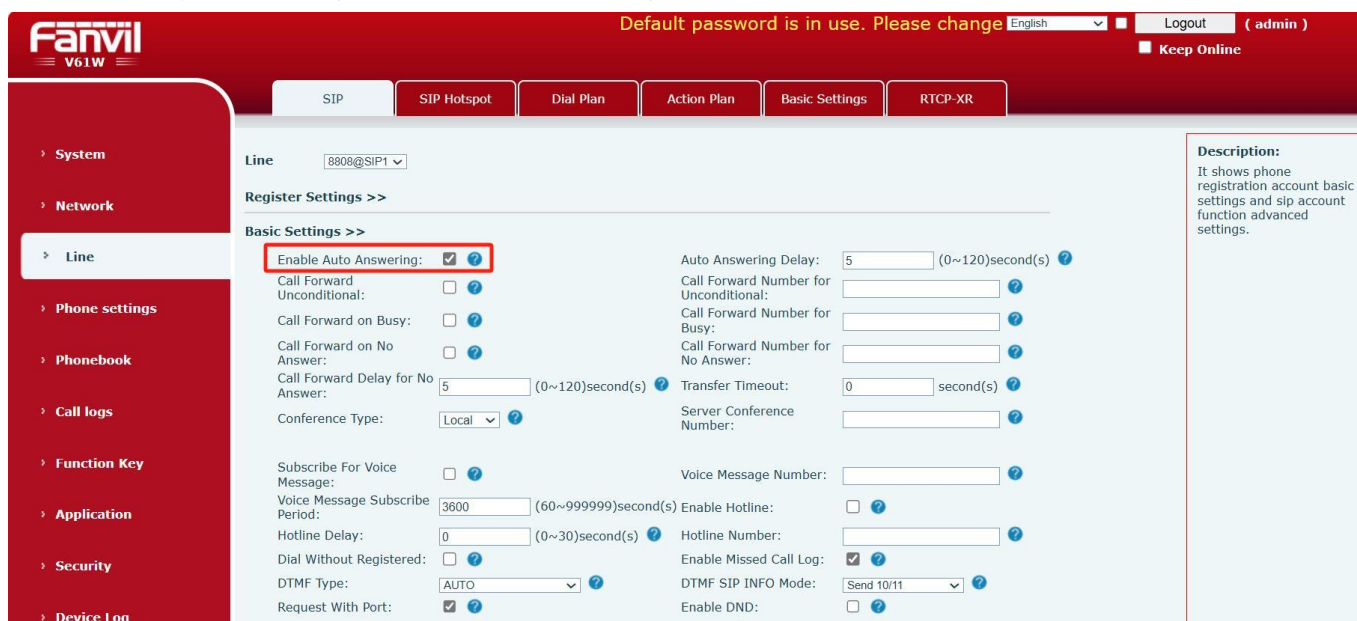 Fanvil
V61W
Default password is in use. Please change
English
Logout
( admin )
Keep Online
SIP
SIP Hotspot
Dial Plan
Action Plan
Basic Settings
RTCP-XR
› System
› Network
› Line
› Phone settings
› Phonebook
› Call logs
› Function Key
› Application
› Security
› Device Log
Line 8808@SIP1
Register Settings >>
Basic Settings >>
Enable Auto Answering: Auto Answering Delay: 5 (0~120)second(s)
Call Forward
Unconditional:
Call Forward Number for
Unconditional:
Call Forward on Busy:
Call Forward Number for
Busy:
Call Forward on No
Answer:
Call Forward Number for
No Answer:
Call Forward Delay for No
Answer:
5 (0~120)second(s)
Transfer Timeout: 0 second(s)
Conference Type: Local
Server Conference
Number:
Subscribe For Voice
Message:
Voice Message Number:
Voice Message Subscribe
Period:
3600 (60~999999)second(s)
Enable Hotline:
Hotline Delay: 0 (0~30)second(s) Hotline Number:
Dial Without Registered: Enable Missed Call Log:
DTMF Type: AUTO DTMF SIP INFO Mode: Send 10/11
Request With Port: Enable DND:
Description:
It shows phone
registration account basic
settings and sip account
function advanced
settings.